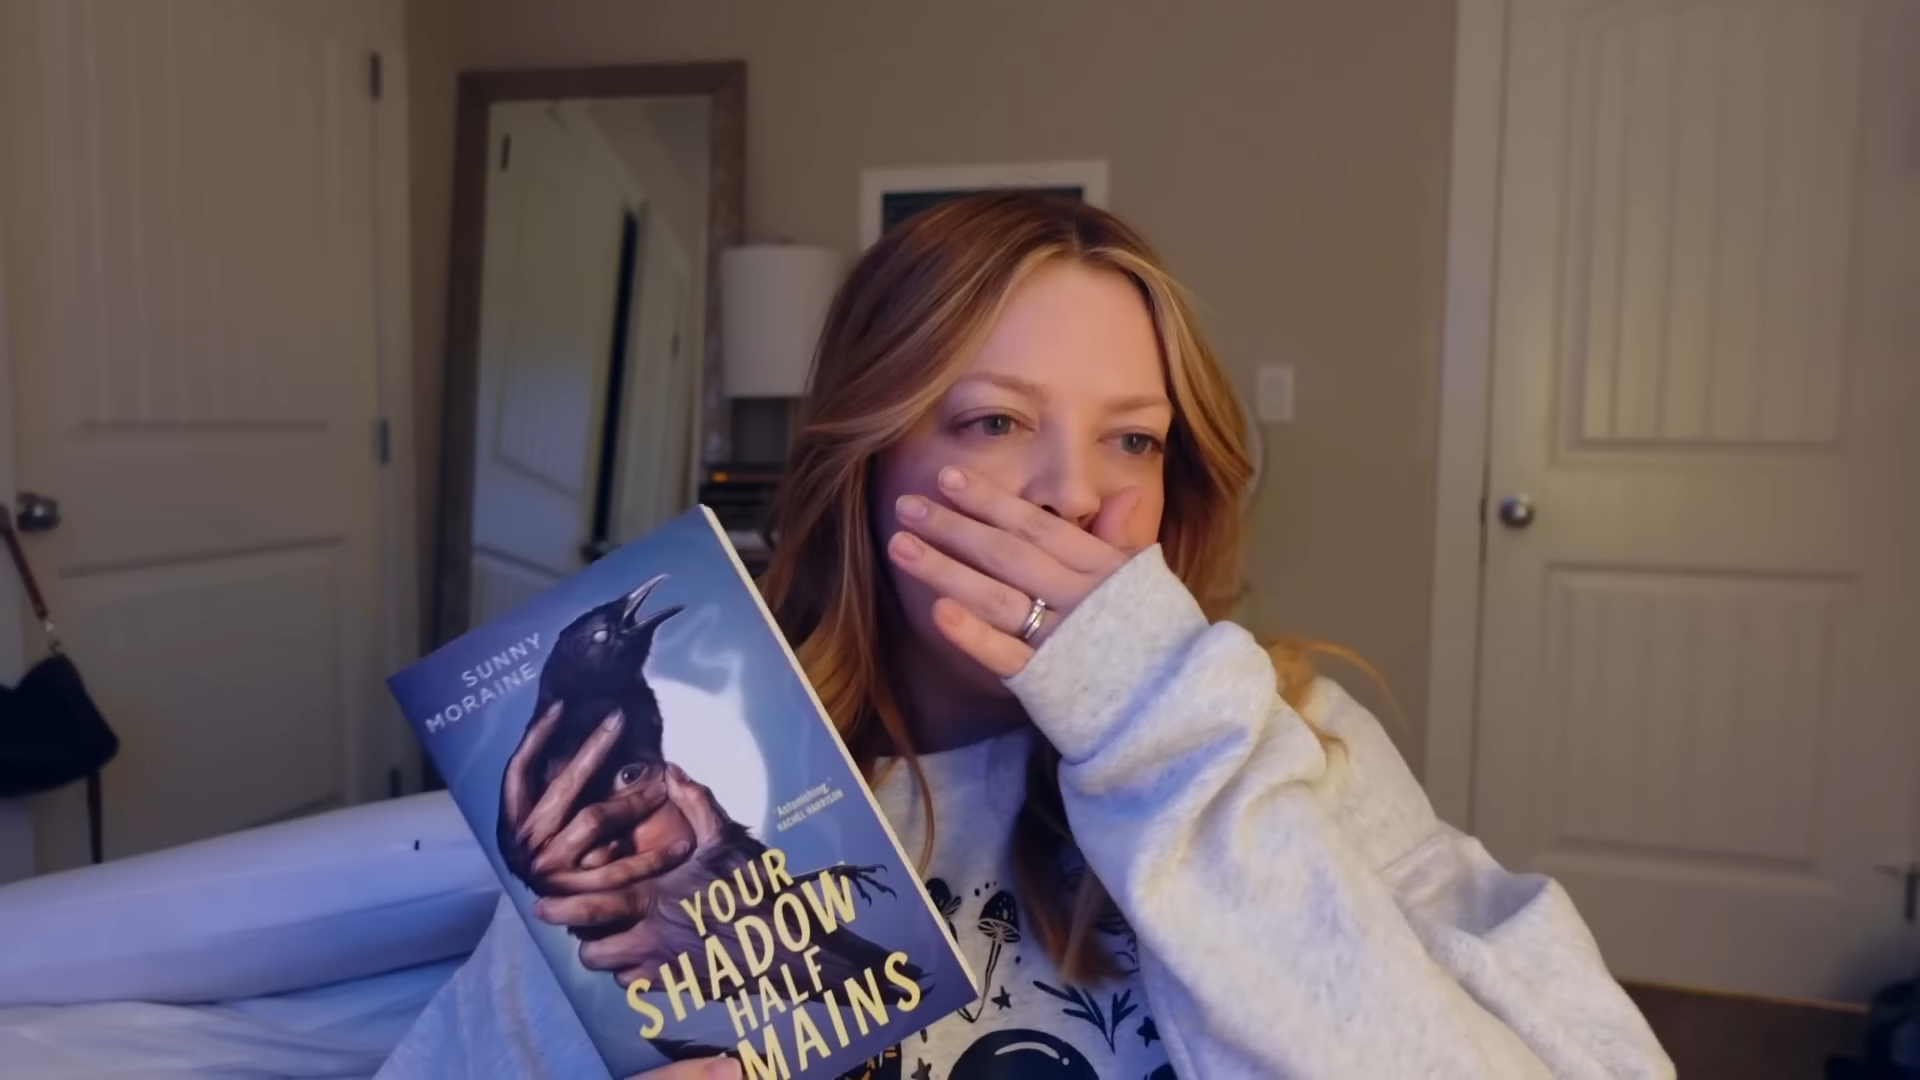 SUNNY
MORAINE
"Astonishing."
RACHEL HARRISON
YOUR
SHADOW
HALF
MAINS